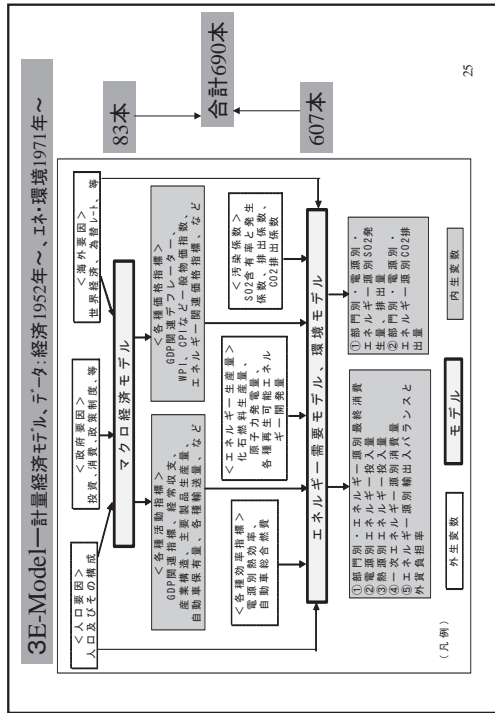 3E-Model―計量経済モデル、データ:経済1952年～、エネ・環境1971年～
＜人口要因＞
人口及びその構成
＜政府要因＞
投資、消費、政策制度、等
＜海外要因＞
世界経済、為替レート、等
マクロ経済モデル
83本
＜各種活動指標＞
GDP関連指標、経常収支、
産業構造、主要製品生産量
自動車保有量、各種輸送量、など
＜各種価格指標＞
GDP関連デフレーター、
WPI、CPIなど一般物価指数、
エネルギー関連価格指標、など
合計690本
＜各種効率指標＞
電源別熱効率、
自動車総合燃費
＜エネルギー生産量＞
化石燃料生産量、
原子力発電量、
各種再生可能エネル
ギー開発量
＜汚染係数＞
SO2含有率と発生
係数、排出係数、
CO2排出係数
エネルギー需要モデル、環境モデル
607本
①部門別・エネルギー源別最終消費
②電源別エネルギー投入量
③熱源別エネルギー投入量
④一次エネルギー源別消費量
⑤エネルギー源別輸出入バランスと
外貨負担率
①部門別・電源別・
エネルギー源別SO2発
生量、排出量
②部門別・電源別・
エネルギー源別CO2排
出量
（凡例）
外生変数
モデル
内生変数
25